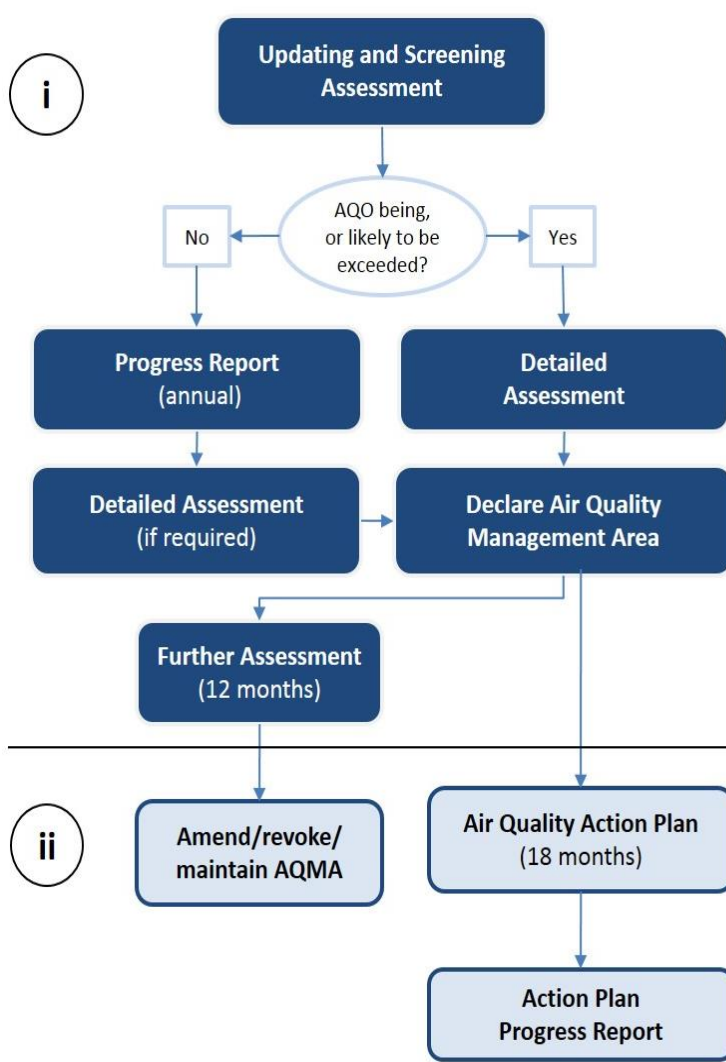 i
Updating and Screening
Assessment
AQO being,
or likely to be
exceeded?
No
Yes
Progress Report
(annual)
Detailed
Assessment
Detailed Assessment
(if required)
Declare Air Quality
Management Area
Further Assessment
(12 months)
ii
Amend/revoke/
maintain AQMA
Air Quality Action Plan
(18 months)
Action Plan
Progress Report